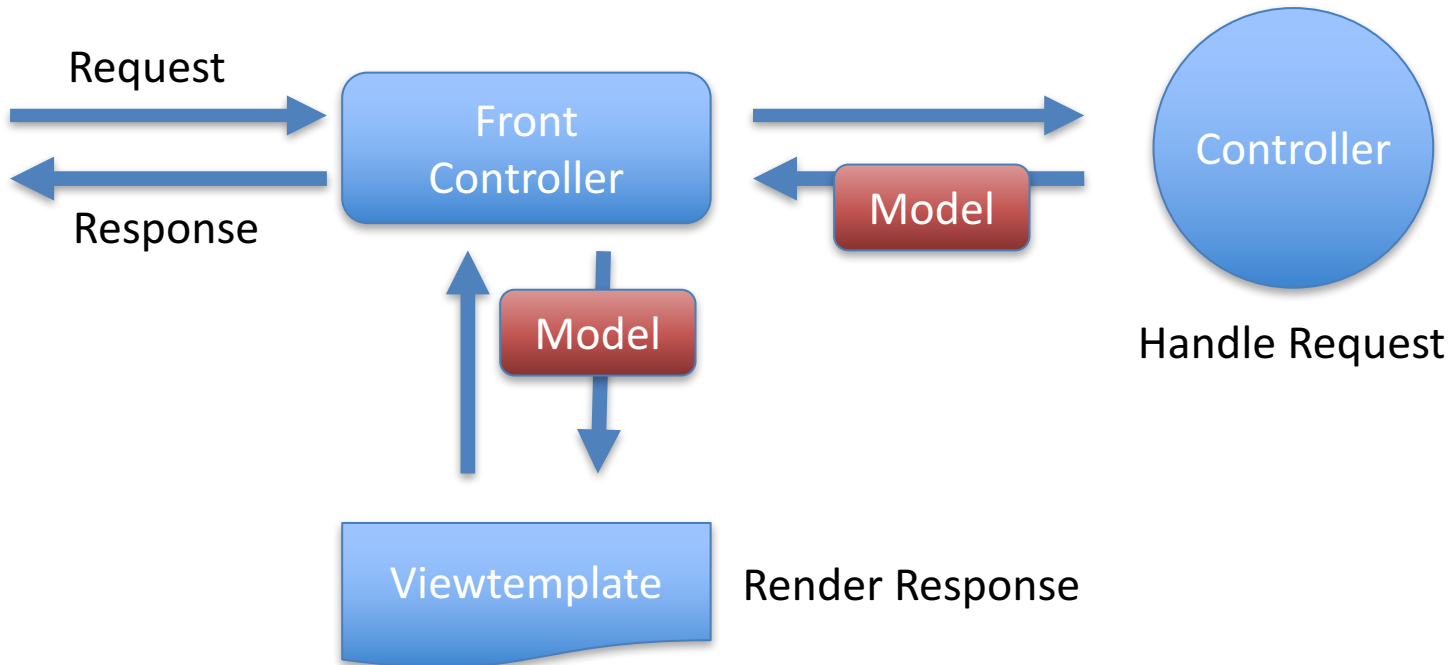 Request
Front
Controller
Controller
Response
Model
Model
Handle Request
Viewtemplate
Render Response